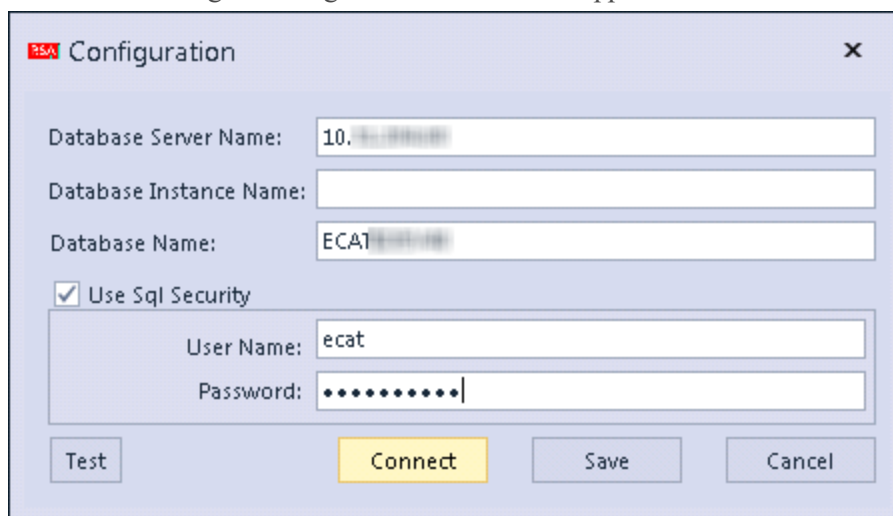 RSA Configuration
Database Server Name: 10.
Database Instance Name:
Database Name: ECAT
Use Sql Security
User Name: ecat
Password: ••••••••••
Test Connect Save Cancel